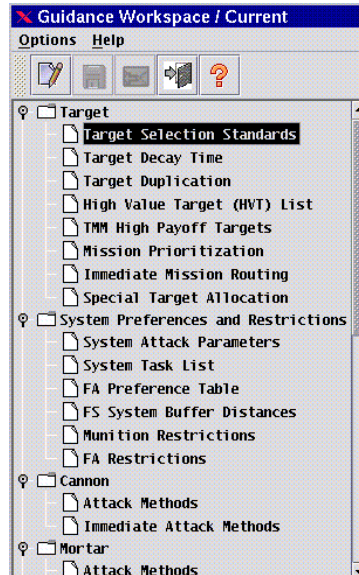 Guidance Workspace / Current
Options Help
Target
Target Selection Standards
Target Decay Time
Target Duplication
High Value Target (HVT) List
TMM High Payoff Targets
Mission Prioritization
Immediate Mission Routing
Special Target Allocation
System Preferences and Restrictions
System Attack Parameters
System Task List
FA Preference Table
FS System Buffer Distances
Munition Restrictions
FA Restrictions
Cannon
Attack Methods
Immediate Attack Methods
Mortar
Attack Methods